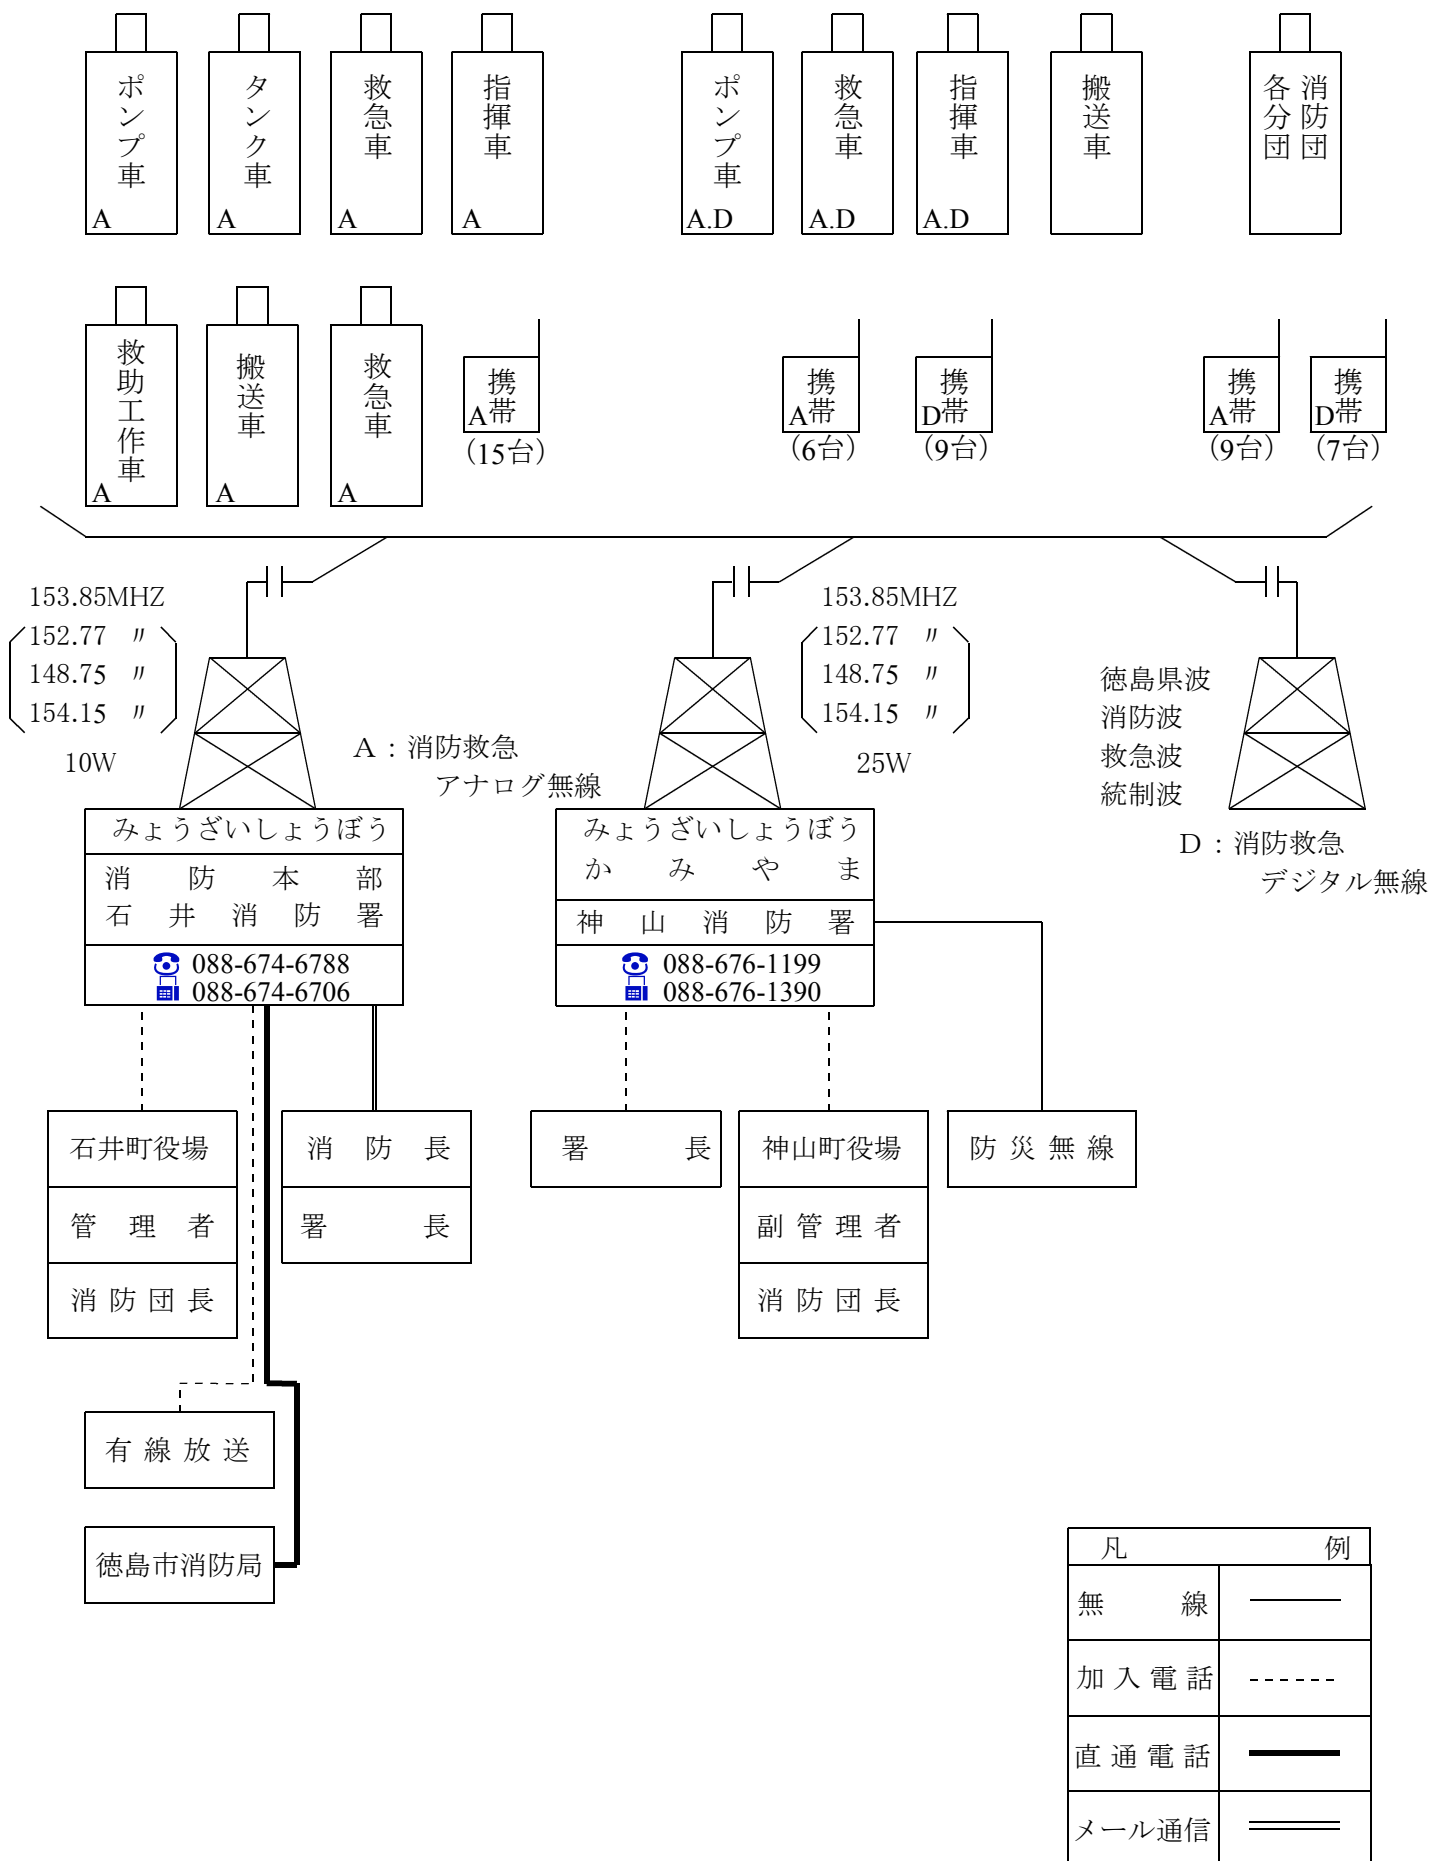 ポンプ車
A
タンク車
A
救急車
A
指揮車
A
ポンプ車
A.D
救急車
A.D
指揮車
A.D
搬送車
消防団
各分団
救助工作車
A
搬送車
A
救急車
A
携帯
A
(15台)
携帯
A
(6台)
携帯
D
(9台)
携帯
A
(9台)
携帯
D
(7台)
153.85MHZ
152.77 〃
148.75 〃
154.15 〃
10W
A:消防救急
アナログ無線
153.85MHZ
152.77 〃
148.75 〃
154.15 〃
25W
徳島県波
消防波
救急波
統制波
D:消防救急
デジタル無線
みょうざいしょうぼう
消防本部
石井消防署
088-674-6788
088-674-6706
みょうざいしょうぼう
かみやま
神山消防署
088-676-1199
088-676-1390
石井町役場
管理者
消防団長
消防長
署長
署長
神山町役場
副管理者
消防団長
防災無線
有線放送
徳島市消防局
凡例
無線
加入電話
直通電話
メール通信